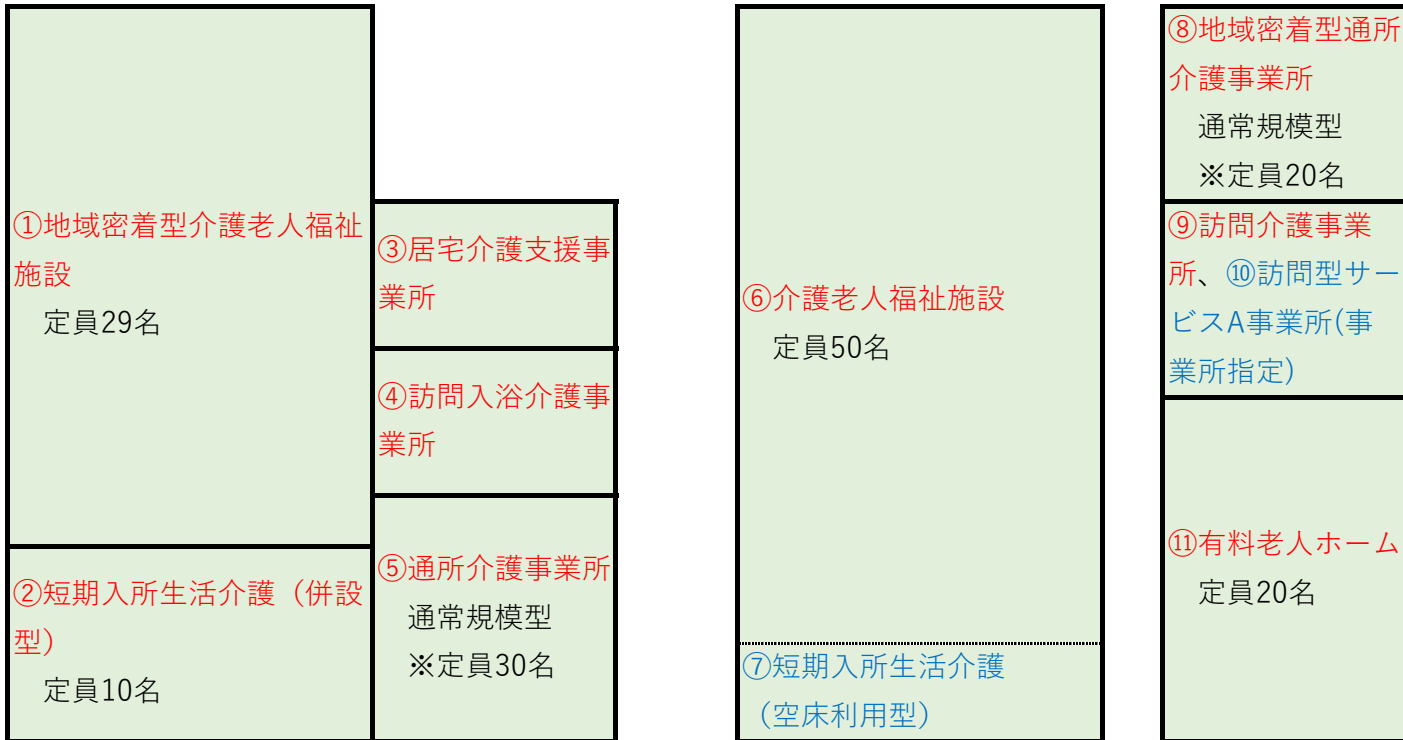 ①地域密着型介護老人福祉
施設
定員29名
②短期入所生活介護（併設
型）
定員10名
③居宅介護支援事
業所
④訪問入浴介護事
業所
⑤通所介護事業所
通常規模型
※定員30名
⑥介護老人福祉施設
定員50名
⑦短期入所生活介護
（空床利用型）
⑧地域密着型通所
介護事業所
通常規模型
※定員20名
⑨訪問介護事業
所、⑩訪問型サー
ビスA事業所(事
業所指定)
⑪有料老人ホーム
定員20名